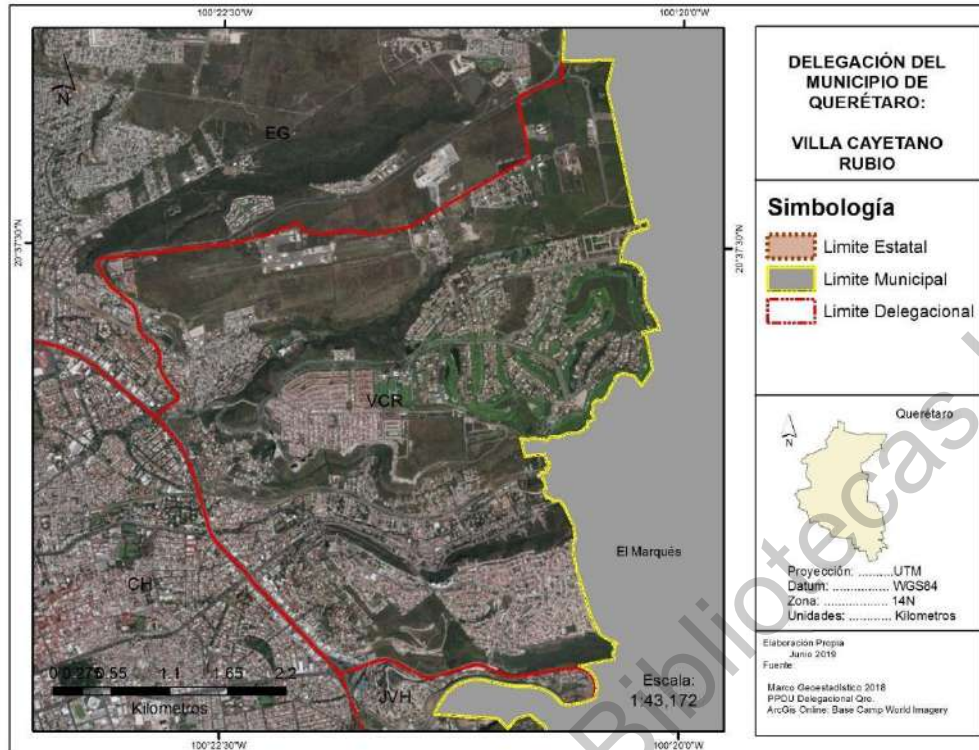 100°22'30"W
100°20'0"W
N
EG
20°37'30"N
20°37'30"N
VCR
El Marqués
CH
JVH
0 0.275 0.55 1.1 1.65 2.2
Kilometros
Escala:
1:43,172
100°22'30"W
100°20'0"W
DELEGACIÓN DEL
MUNICIPIO DE
QUERÉTARO:
VILLA CAYETANO
RUBIO
Simbología
Limite Estatal
Limite Municipal
Limite Delegacional
Querétaro
N
Proyección: .........UTM
Datum: ............... WGS84
Zona: .................. 14N
Unidades: ........... Kilometros
Elaboración Propia
Junio 2019
Fuente:
Marco Geoestadístico 2018
PPDU Delegacional Qro.
ArcGis Online: Base Camp World Imagery
Bibliotecas